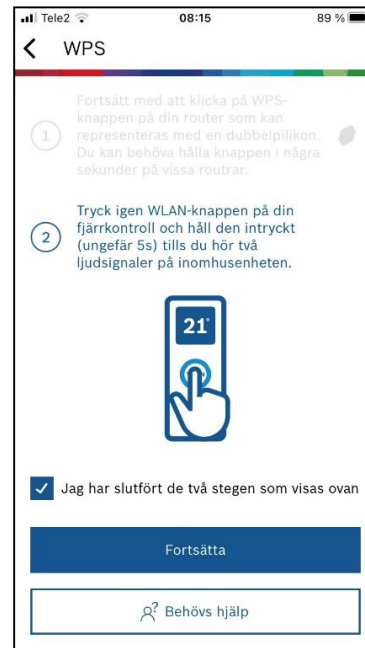 Tele2 08:15 89 %
WPS
1
Fortsätt med att klicka på WPS-
knappen på din router som kan
representeras med en dubbelpilikon.
Du kan behöva hålla knappen i några
sekunder på vissa routrar.
2
Tryck igen WLAN-knappen på din
fjärrkontroll och håll den intryckt
(ungefär 5s) tills du hör två
ljudsignaler på inomhusenheten.
21°
Jag har slutfört de två stegen som visas ovan
Fortsätta
Behövs hjälp